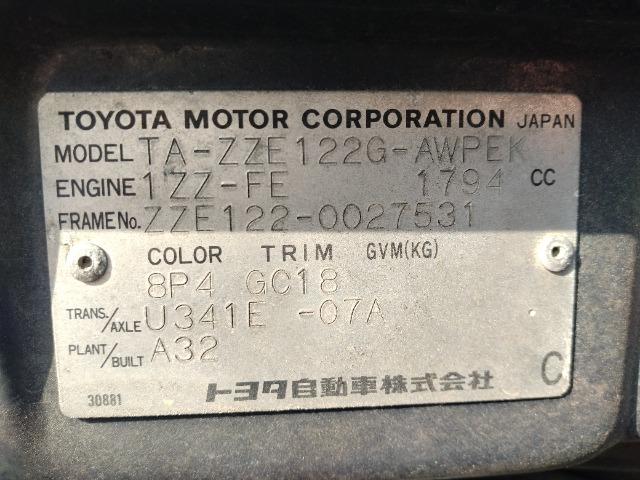 TOYOTA MOTOR CORPORATION JAPAN
MODEL TA-ZZE122G-AWPEK
ENGINE 1ZZ-FE 1794 CC
FRAME No. ZZE122-0027531
COLOR TRIM GVM(KG)
8P4 GC18
TRANS./AXLE U341E -07A
PLANT/BUILT A32
30881 トヨタ自動車株式会社 C